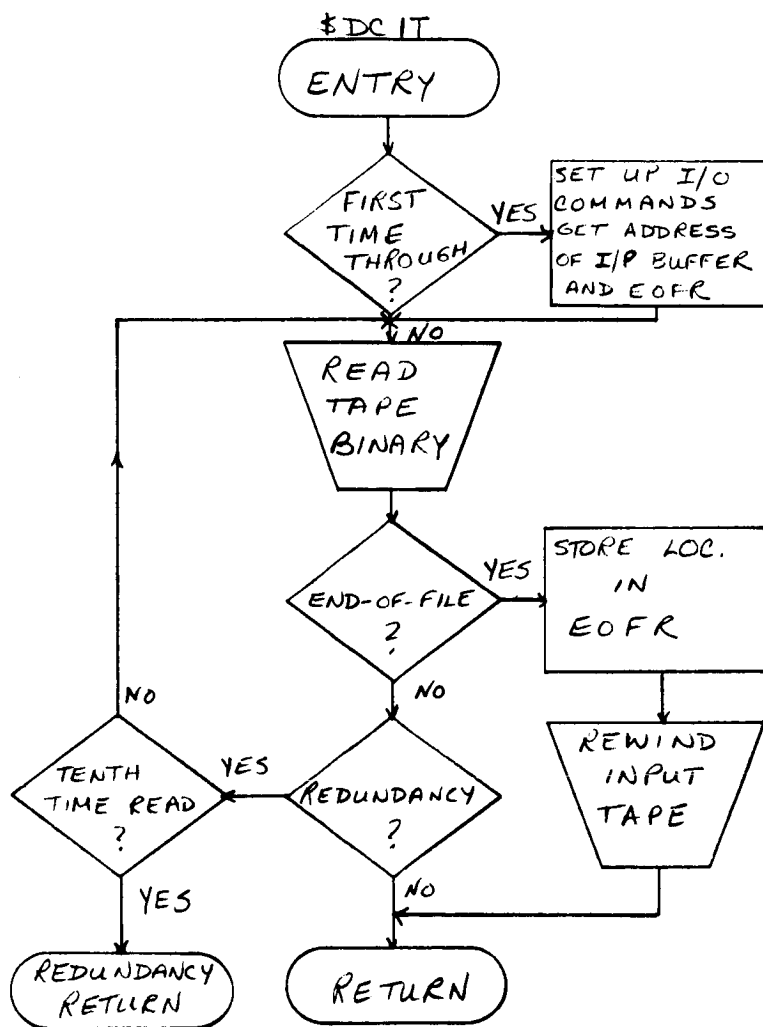 $DCIT
ENTRY
FIRST
TIME
THROUGH
?
YES
SET UP I/O
COMMANDS
GET ADDRESS
OF I/P BUFFER
AND EOFR
NO
READ
TAPE
BINARY
END-OF-FILE
?
YES
STORE LOC.
IN
EOFR
NO
NO
TENTH
TIME READ
?
YES
REDUNDANCY
?
REWIND
INPUT
TAPE
YES
NO
REDUNDANCY
RETURN
RETURN